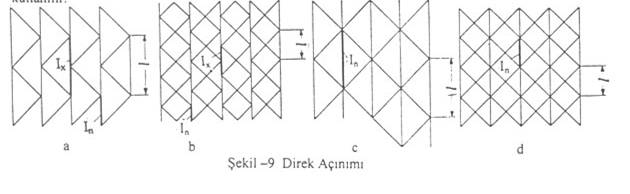 kullanılır.
Iₓ
l
Iₙ
Iₓ
l
Iₙ
Iₙ
l
Iₙ
l
a
b
c
d
Şekil –9 Direk Açınımı